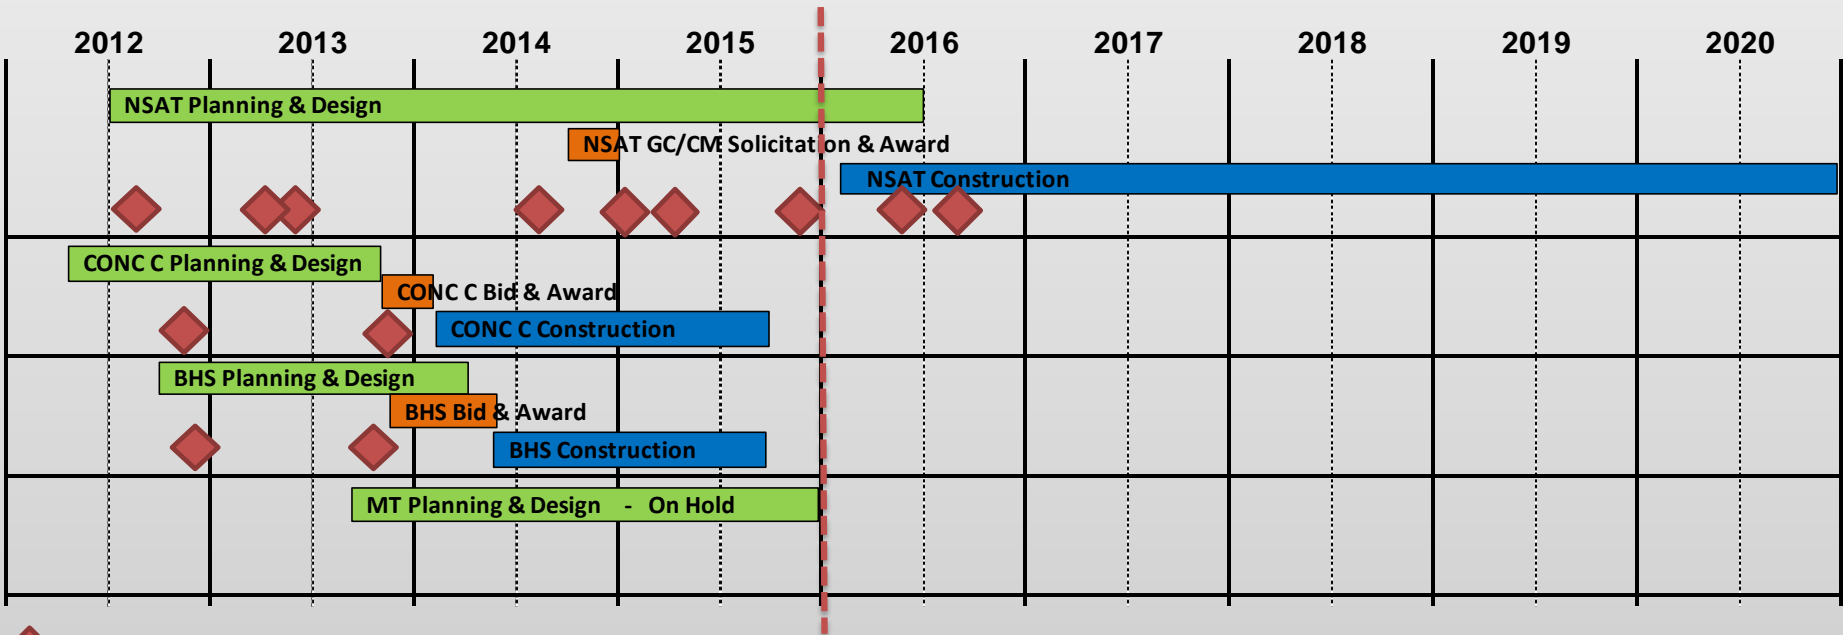 2012 2013 2014 2015 2016 2017 2018 2019 2020
NSAT Planning & Design
NSAT GC/CM Solicitation & Award
NSAT Construction
CONC C Planning & Design
CONC C Bid & Award
CONC C Construction
BHS Planning & Design
BHS Bid & Award
BHS Construction
MT Planning & Design - On Hold